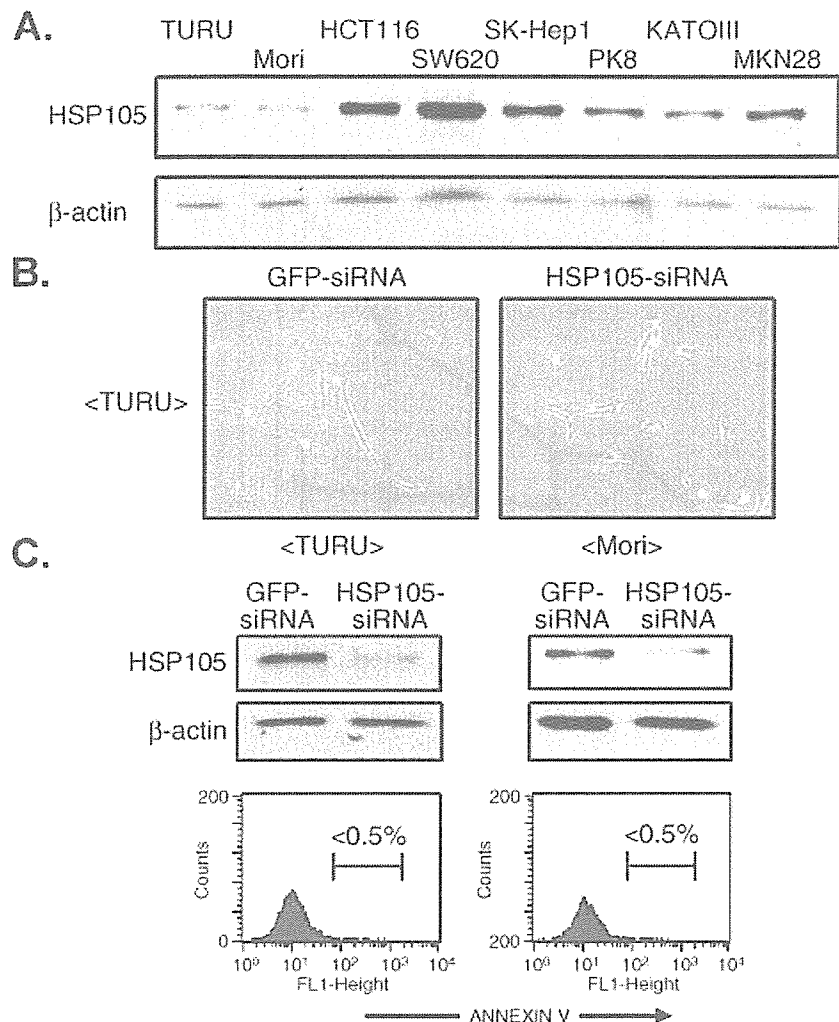 A.
TURU HCT116 SK-Hep1 KATOIII
Mori SW620 PK8 MKN28
HSP105
β-actin
B.
GFP-siRNA HSP105-siRNA
<TURU>
C.
<TURU> <Mori>
GFP- HSP105- GFP- HSP105-
siRNA siRNA siRNA siRNA
HSP105
β-actin
200 200
<0.5% <0.5%
Counts Counts
0 200
10⁰ 10¹ 10² 10³ 10⁴ 10⁰ 10¹ 10² 10³ 10⁴
FL1-Height FL1-Height
ANNEXIN V